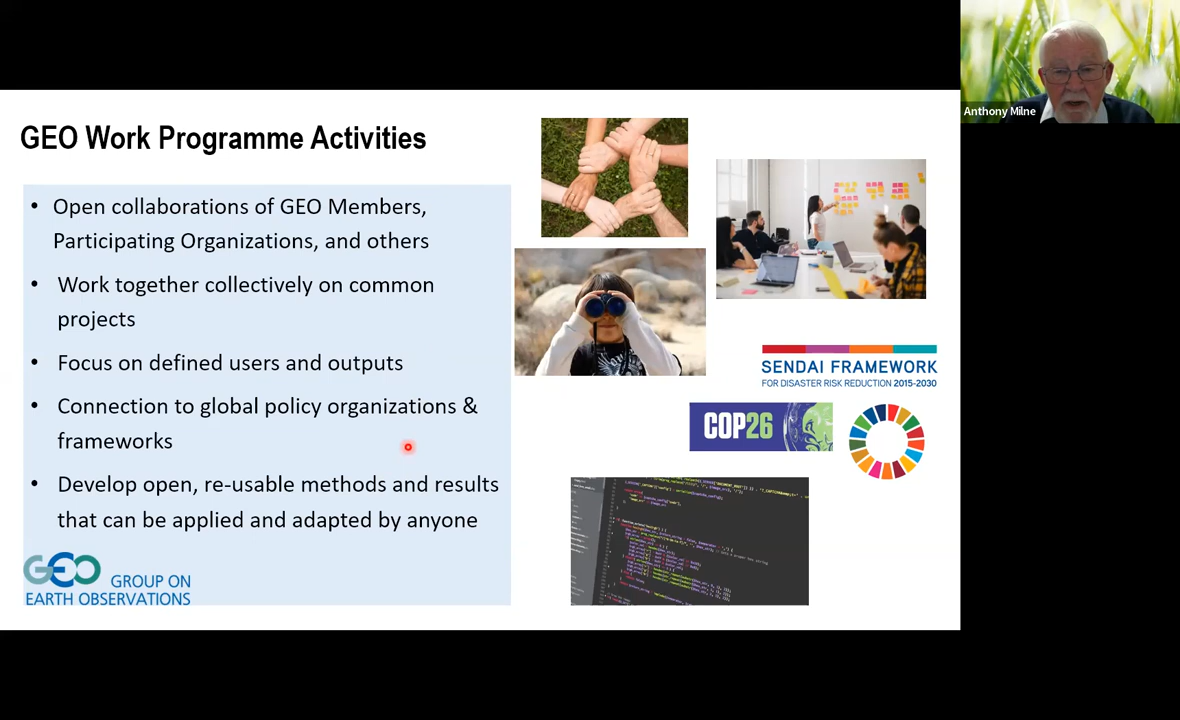 GEO Work Programme Activities
• Open collaborations of GEO Members,
Participating Organizations, and others
• Work together collectively on common
projects
• Focus on defined users and outputs
• Connection to global policy organizations &
frameworks
• Develop open, re-usable methods and results
that can be applied and adapted by anyone
GEO GROUP ON
EARTH OBSERVATIONS
SENDAI FRAMEWORK
FOR DISASTER RISK REDUCTION 2015-2030
COP26
Anthony Milne